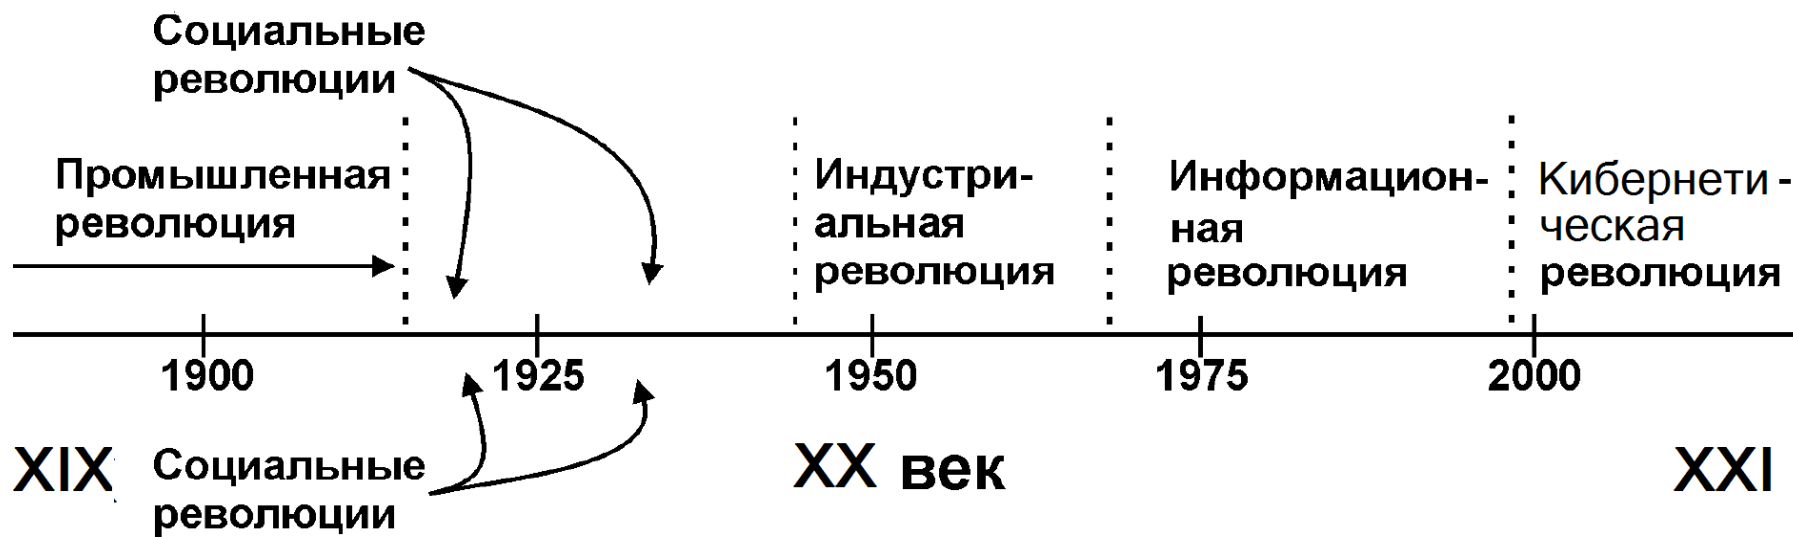 Социальные
революции
Промышленная
революция
Индустри-
альная
революция
Информацион-
ная
революция
Кибернети-
ческая
революция
1900
1925
1950
1975
2000
XIX
XX век
XXI
Социальные
революции